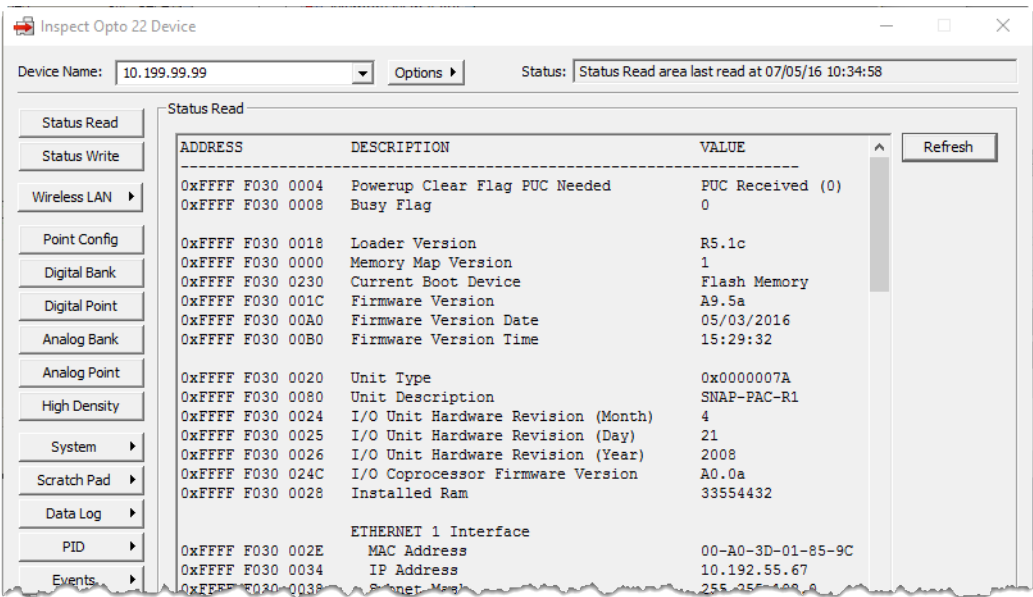 Inspect Opto 22 Device
Device Name: 10.199.99.99 Options Status: Status Read area last read at 07/05/16 10:34:58
Status Read
Status Write
Wireless LAN
Point Config
Digital Bank
Digital Point
Analog Bank
Analog Point
High Density
System
Scratch Pad
Data Log
PID
Events
Status Read
Refresh
ADDRESS DESCRIPTION VALUE
--------------------------------------------------------------------------------
0xFFFF F030 0004 Powerup Clear Flag PUC Needed PUC Received (0)
0xFFFF F030 0008 Busy Flag 0
0xFFFF F030 0018 Loader Version R5.1c
0xFFFF F030 0000 Memory Map Version 1
0xFFFF F030 0230 Current Boot Device Flash Memory
0xFFFF F030 001C Firmware Version A9.5a
0xFFFF F030 00A0 Firmware Version Date 05/03/2016
0xFFFF F030 00B0 Firmware Version Time 15:29:32
0xFFFF F030 0020 Unit Type 0x0000007A
0xFFFF F030 0080 Unit Description SNAP-PAC-R1
0xFFFF F030 0024 I/O Unit Hardware Revision (Month) 4
0xFFFF F030 0025 I/O Unit Hardware Revision (Day) 21
0xFFFF F030 0026 I/O Unit Hardware Revision (Year) 2008
0xFFFF F030 024C I/O Coprocessor Firmware Version A0.0a
0xFFFF F030 0028 Installed Ram 33554432
ETHERNET 1 Interface
0xFFFF F030 002E MAC Address 00-A0-3D-01-85-9C
0xFFFF F030 0034 IP Address 10.192.55.67
0xFFFF F030 0038 Subnet Mask